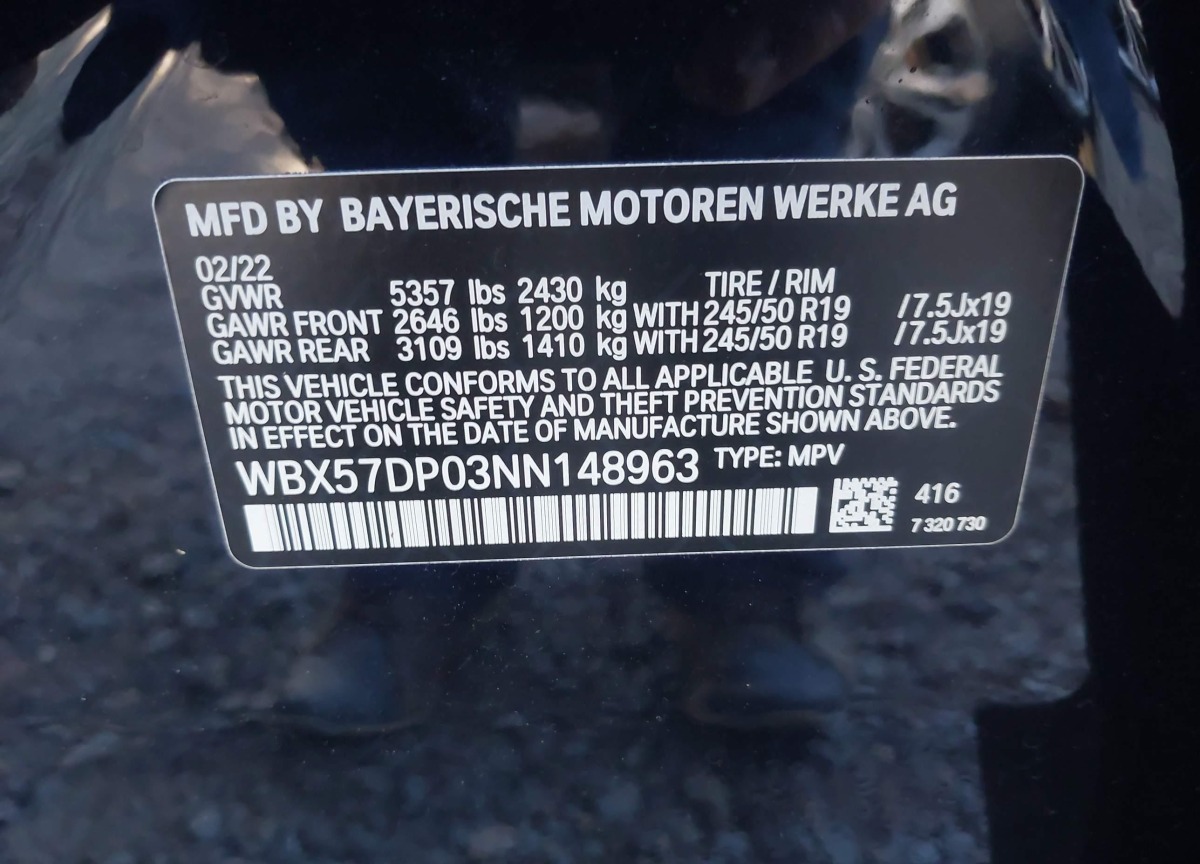 MFD BY BAYERISCHE MOTOREN WERKE AG
02/22
GVWR 5357 lbs 2430 kg TIRE / RIM
GAWR FRONT 2646 lbs 1200 kg WITH 245/50 R19 /7.5Jx19
GAWR REAR 3109 lbs 1410 kg WITH 245/50 R19 /7.5Jx19
THIS VEHICLE CONFORMS TO ALL APPLICABLE U. S. FEDERAL
MOTOR VEHICLE SAFETY AND THEFT PREVENTION STANDARDS
IN EFFECT ON THE DATE OF MANUFACTURE SHOWN ABOVE.
WBX57DP03NN148963 TYPE: MPV
416
7 320 730